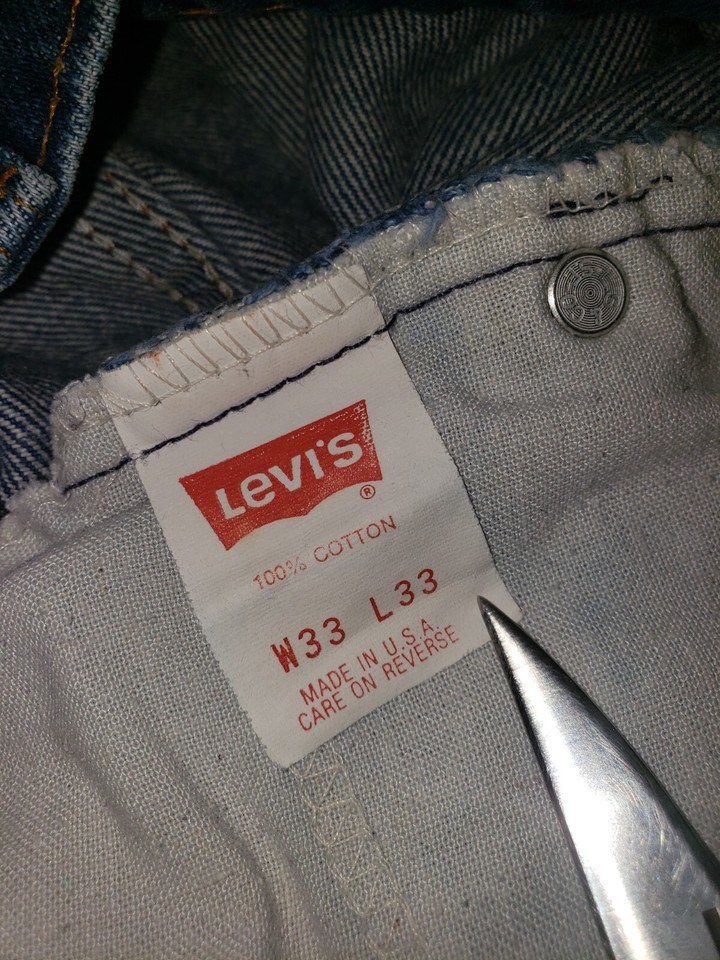 Levi's ®
100% COTTON
W33 L33
MADE IN U.S.A.
CARE ON REVERSE